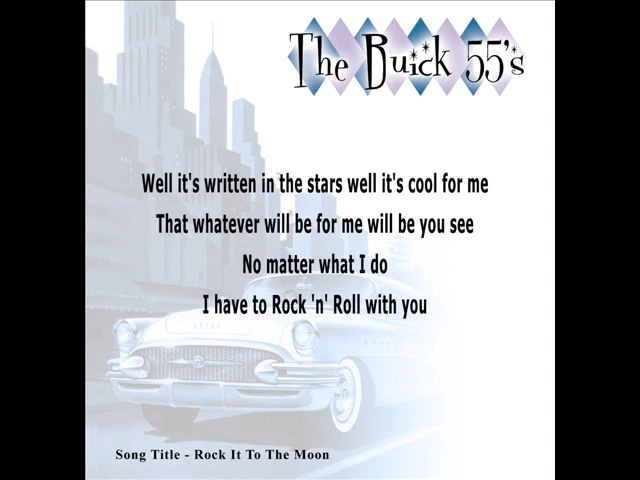 The Buick 55's
Well it's written in the stars well it's cool for me
That whatever will be for me will be you see
No matter what I do
I have to Rock 'n' Roll with you
Song Title - Rock It To The Moon